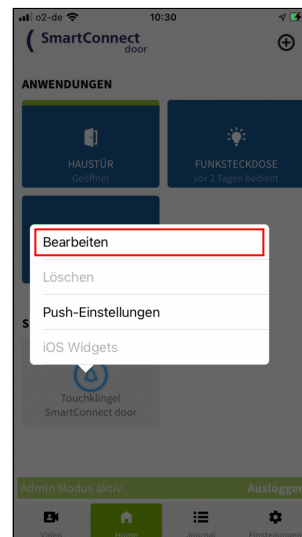 o2-de 10:30
SmartConnect
door
ANWENDUNGEN
HAUSTÜR
Geöffnet
FUNKSTECKDOSE
vor 2 Tagen bedient
Bearbeiten
Löschen
Push-Einstellungen
iOS Widgets
S
Touchklingel
SmartConnect door
Admin Modus aktiv Ausloggen
Video Home Journal Einstellungen